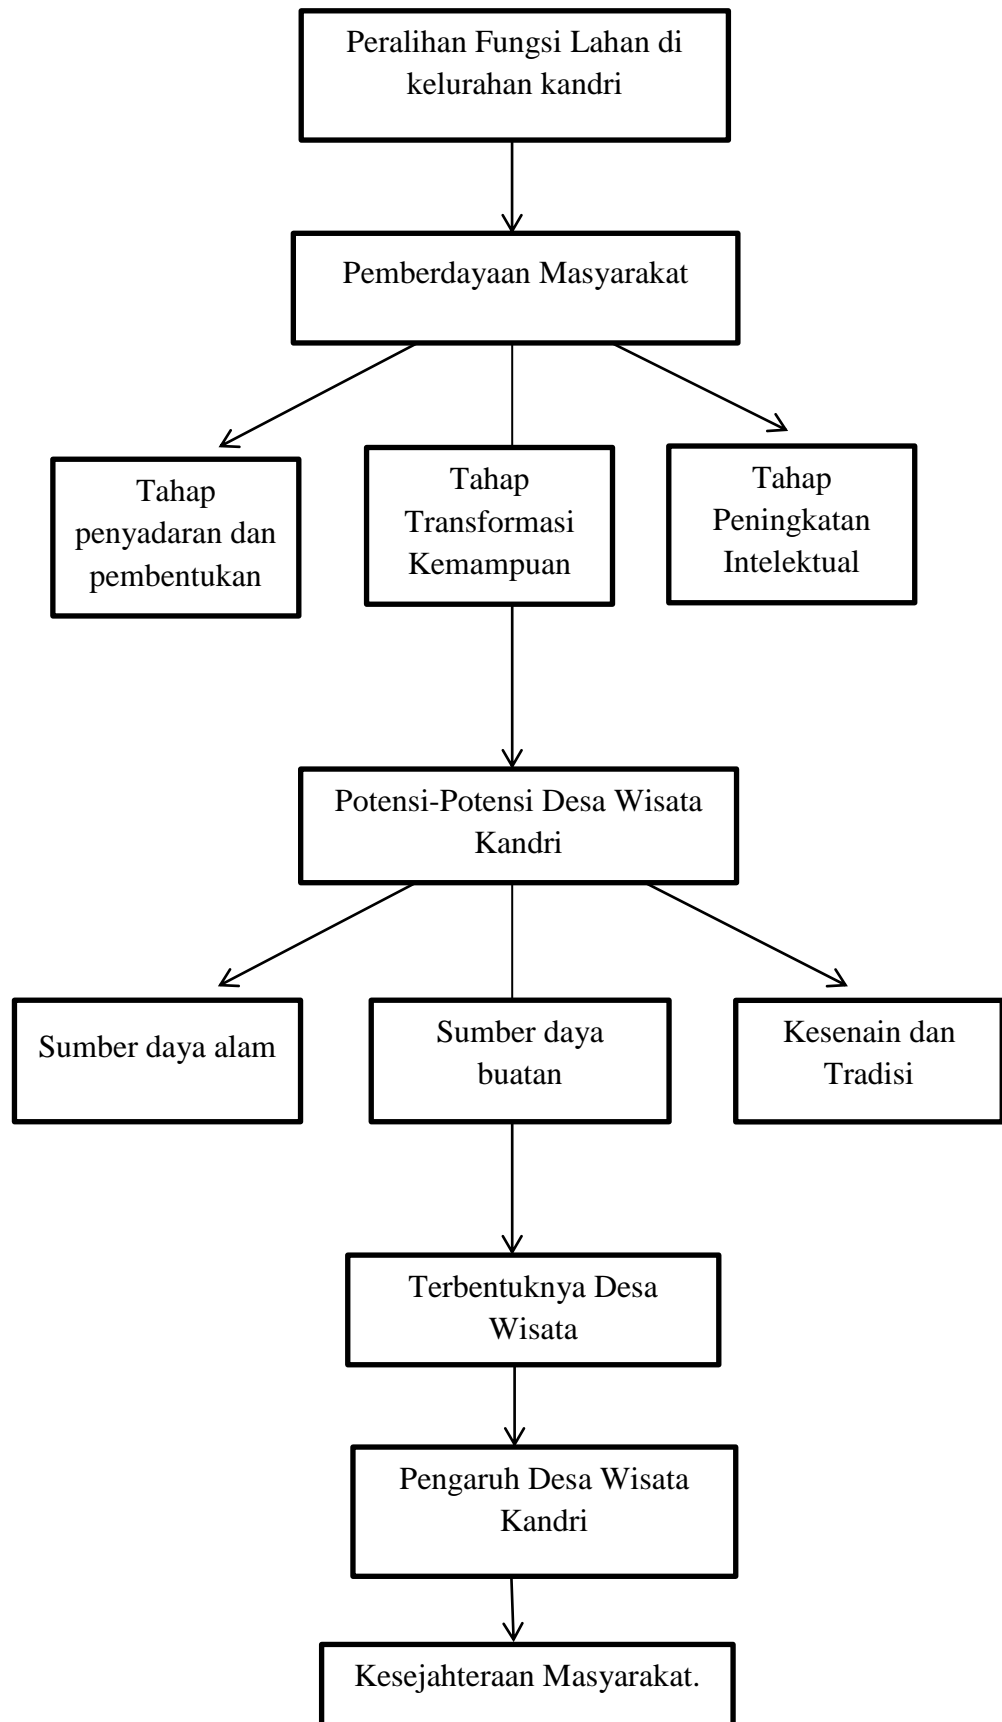 Peralihan Fungsi Lahan di
kelurahan kandri
Pemberdayaan Masyarakat
Tahap
penyadaran dan
pembentukan
Tahap
Transformasi
Kemampuan
Tahap
Peningkatan
Intelektual
Potensi-Potensi Desa Wisata
Kandri
Sumber daya alam
Sumber daya
buatan
Kesenain dan
Tradisi
Terbentuknya Desa
Wisata
Pengaruh Desa Wisata
Kandri
Kesejahteraan Masyarakat.